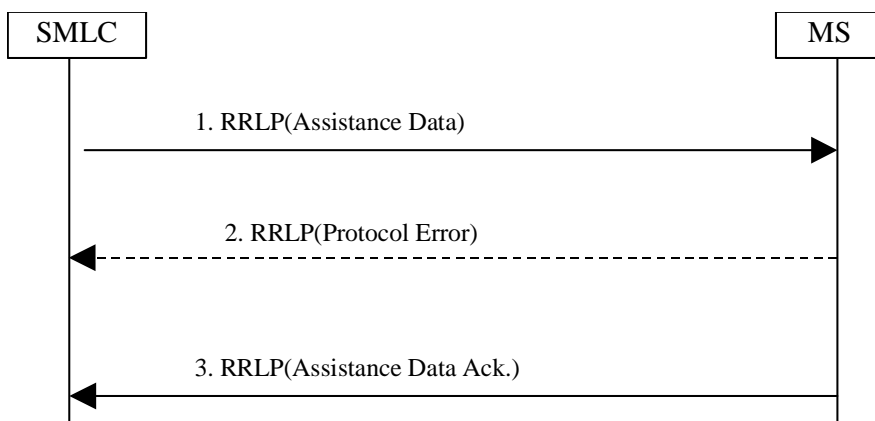 SMLC
MS
1. RRLP(Assistance Data)
2. RRLP(Protocol Error)
3. RRLP(Assistance Data Ack.)